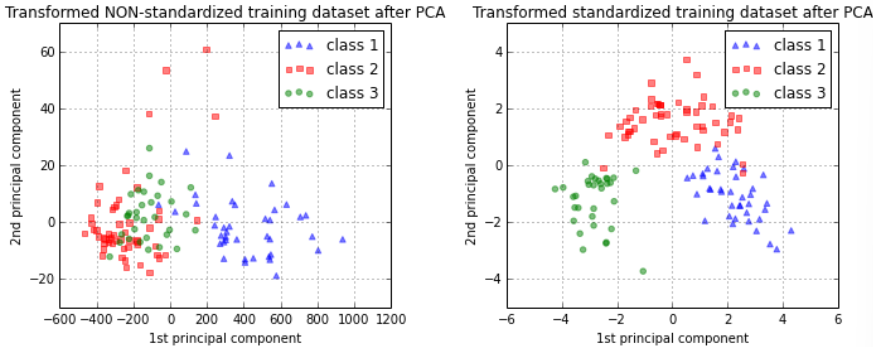 Transformed NON-standardized training dataset after PCA
60
40
20
0
−20
2nd principal component
class 1
class 2
class 3
−600 −400 −200 0 200 400 600 800 1000 1200
1st principal component
Transformed standardized training dataset after PCA
4
2
0
−2
−4
2nd principal component
class 1
class 2
class 3
−6 −4 −2 0 2 4 6
1st principal component